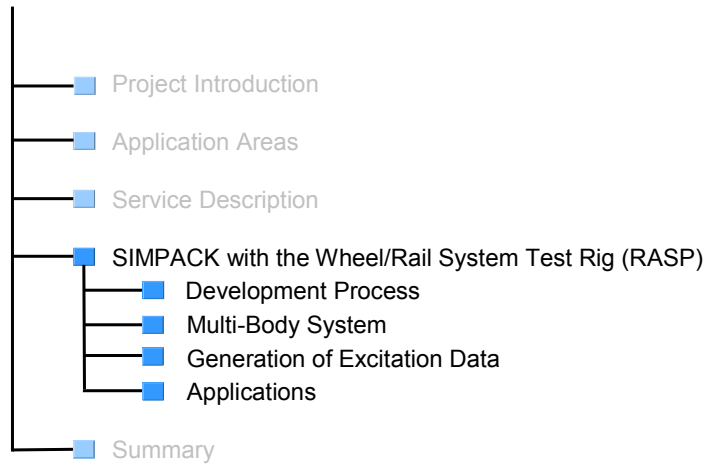 Project Introduction
Application Areas
Service Description
SIMPACK with the Wheel/Rail System Test Rig (RASP)
Development Process
Multi-Body System
Generation of Excitation Data
Applications
Summary